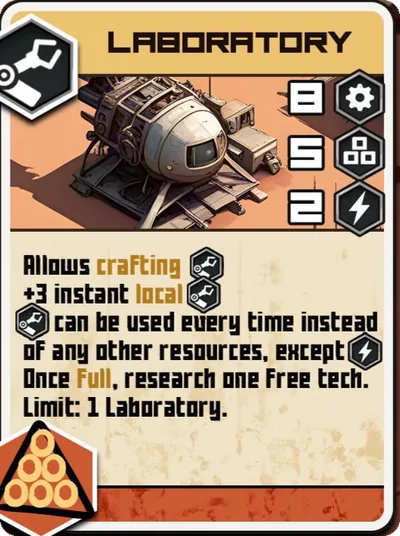 LABORATORY
8
5
2
Allows crafting
+3 instant local
can be used every time instead
of any other resources, except
Once Full, research one free tech.
Limit: 1 Laboratory.